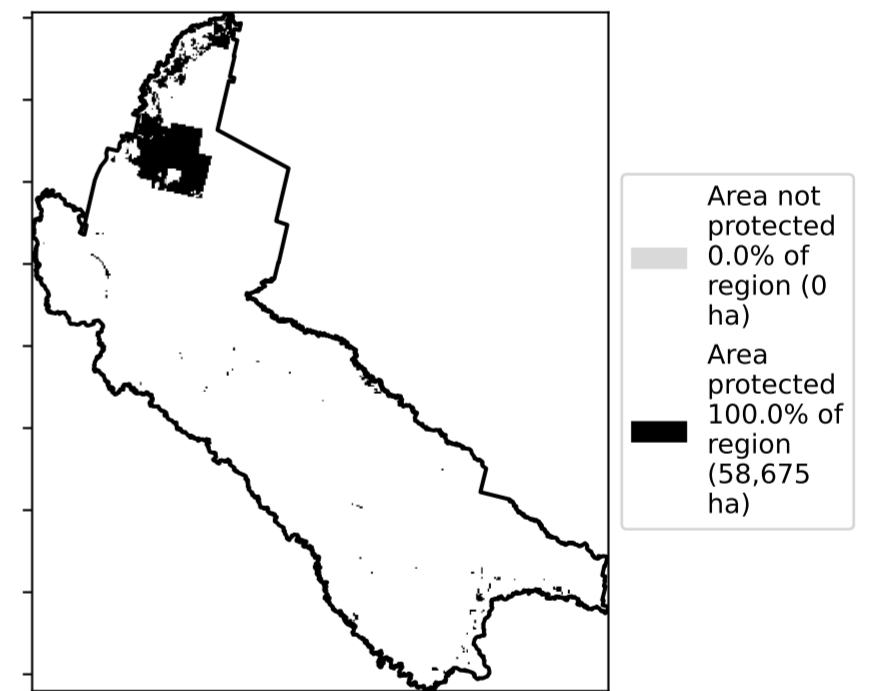 Area not
protected
0.0% of
region (0
ha)
Area
protected
100.0% of
region
(58,675
ha)